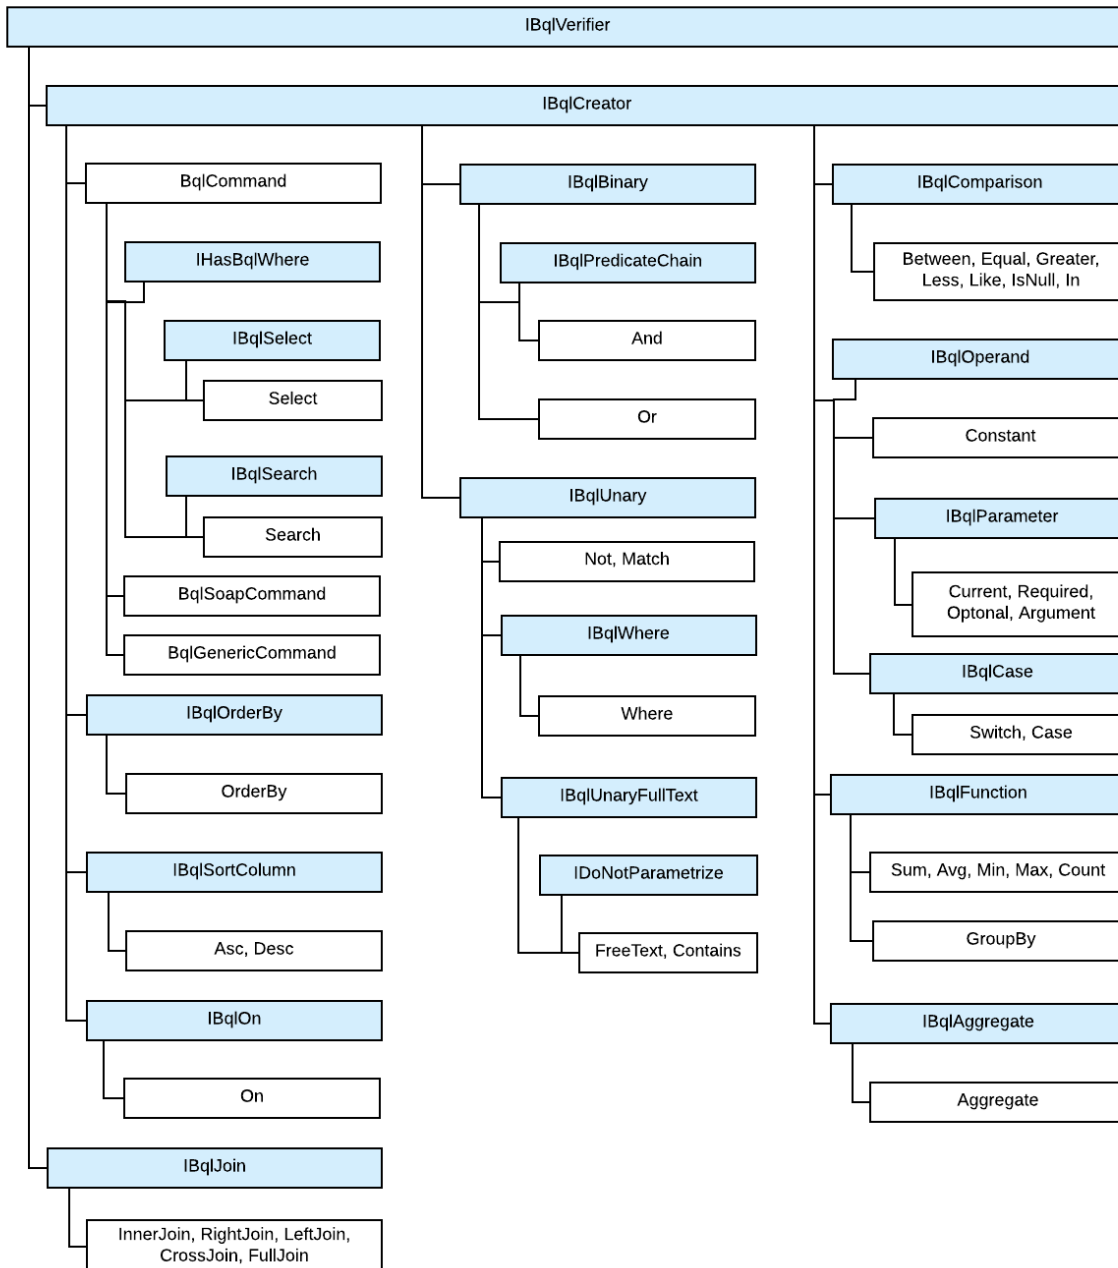 IBqlVerifier
IBqlCreator
BqlCommand
IHasBqlWhere
IBqlSelect
Select
IBqlSearch
Search
BqlSoapCommand
BqlGenericCommand
IBqlOrderBy
OrderBy
IBqlSortColumn
Asc, Desc
IBqlOn
On
IBqlJoin
InnerJoin, RightJoin, LeftJoin,
CrossJoin, FullJoin
IBqlBinary
IBqlPredicateChain
And
Or
IBqlUnary
Not, Match
IBqlWhere
Where
IBqlUnaryFullText
IDoNotParametrize
FreeText, Contains
IBqlComparison
Between, Equal, Greater,
Less, Like, IsNull, In
IBqlOperand
Constant
IBqlParameter
Current, Required,
Optonal, Argument
IBqlCase
Switch, Case
IBqlFunction
Sum, Avg, Min, Max, Count
GroupBy
IBqlAggregate
Aggregate